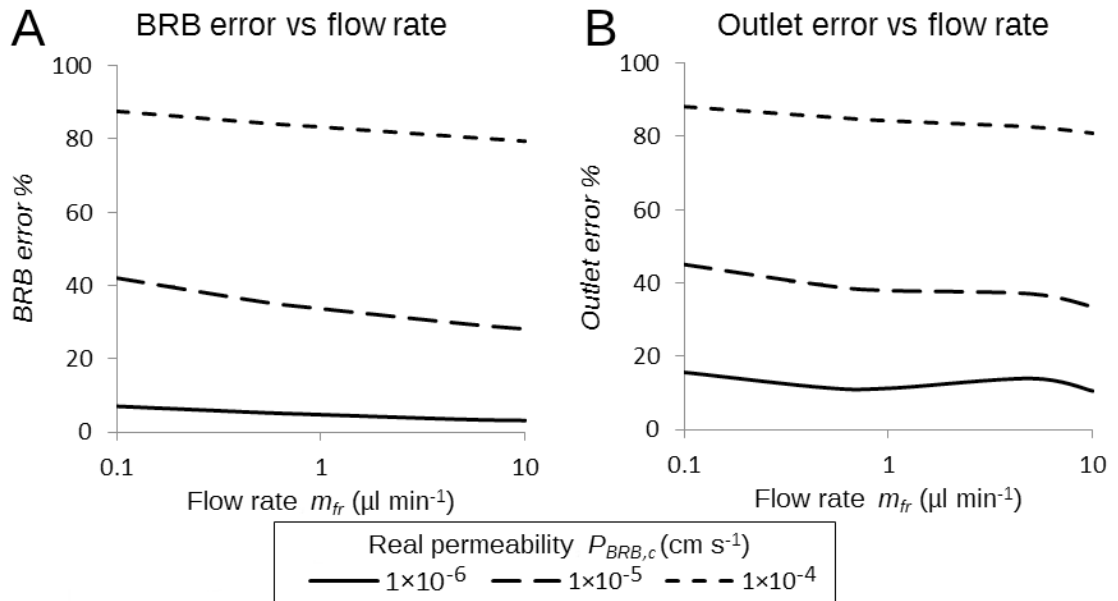 A BRB error vs flow rate
100
80
60
40
20
0
BRB error %
0.1 1 10
Flow rate m_fr (µl min⁻¹)
B Outlet error vs flow rate
100
80
60
40
20
0
Outlet error %
0.1 1 10
Flow rate m_fr (µl min⁻¹)
Real permeability P_BRB,c (cm s⁻¹)
1×10⁻⁶ 1×10⁻⁵ 1×10⁻⁴